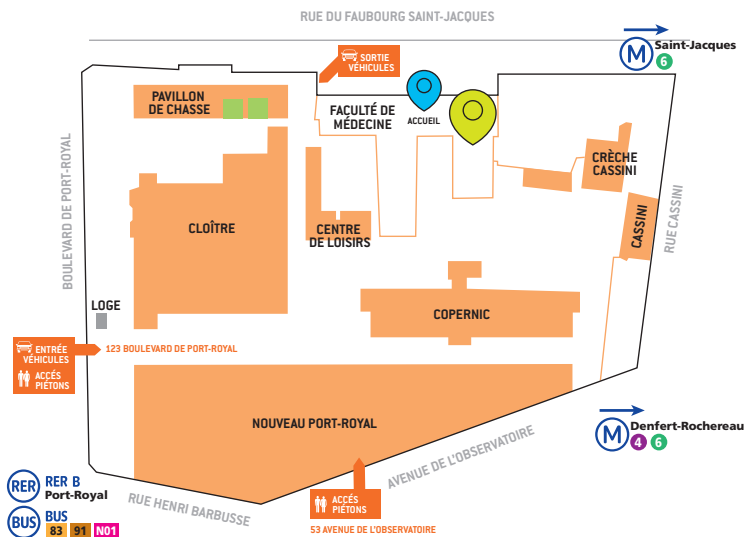 RUE DU FAUBOURG SAINT-JACQUES
M
Saint-Jacques
6
SORTIE
VÉHICULES
PAVILLON
DE CHASSE
FACULTÉ DE
MÉDECINE
ACCUEIL
CRÈCHE
CASSINI
BOULEVARD DE PORT-ROYAL
CLOÎTRE
CENTRE
DE LOISIRS
CASSINI
RUE CASSINI
LOGE
COPERNIC
ENTRÉE
VÉHICULES
ACCÉS
PIÉTONS
123 BOULEVARD DE PORT-ROYAL
NOUVEAU PORT-ROYAL
M
Denfert-Rochereau
4 6
AVENUE DE L'OBSERVATOIRE
RER
RER B
Port-Royal
RUE HENRI BARBUSSE
ACCÉS
PIÉTONS
BUS
BUS
83 91 N01
53 AVENUE DE L'OBSERVATOIRE